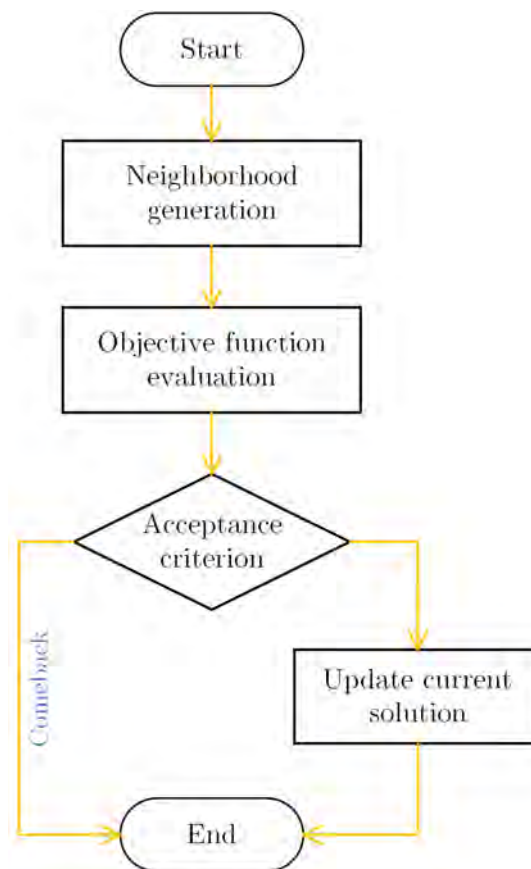 Start
Neighborhood
generation
Objective function
evaluation
Acceptance
criterion
Comeback
Update current
solution
End